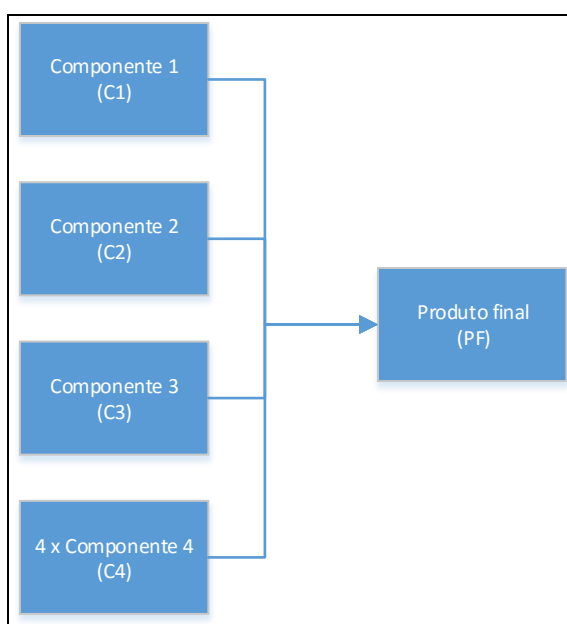 Componente 1
(C1)
Componente 2
(C2)
Componente 3
(C3)
4 x Componente 4
(C4)
Produto final
(PF)